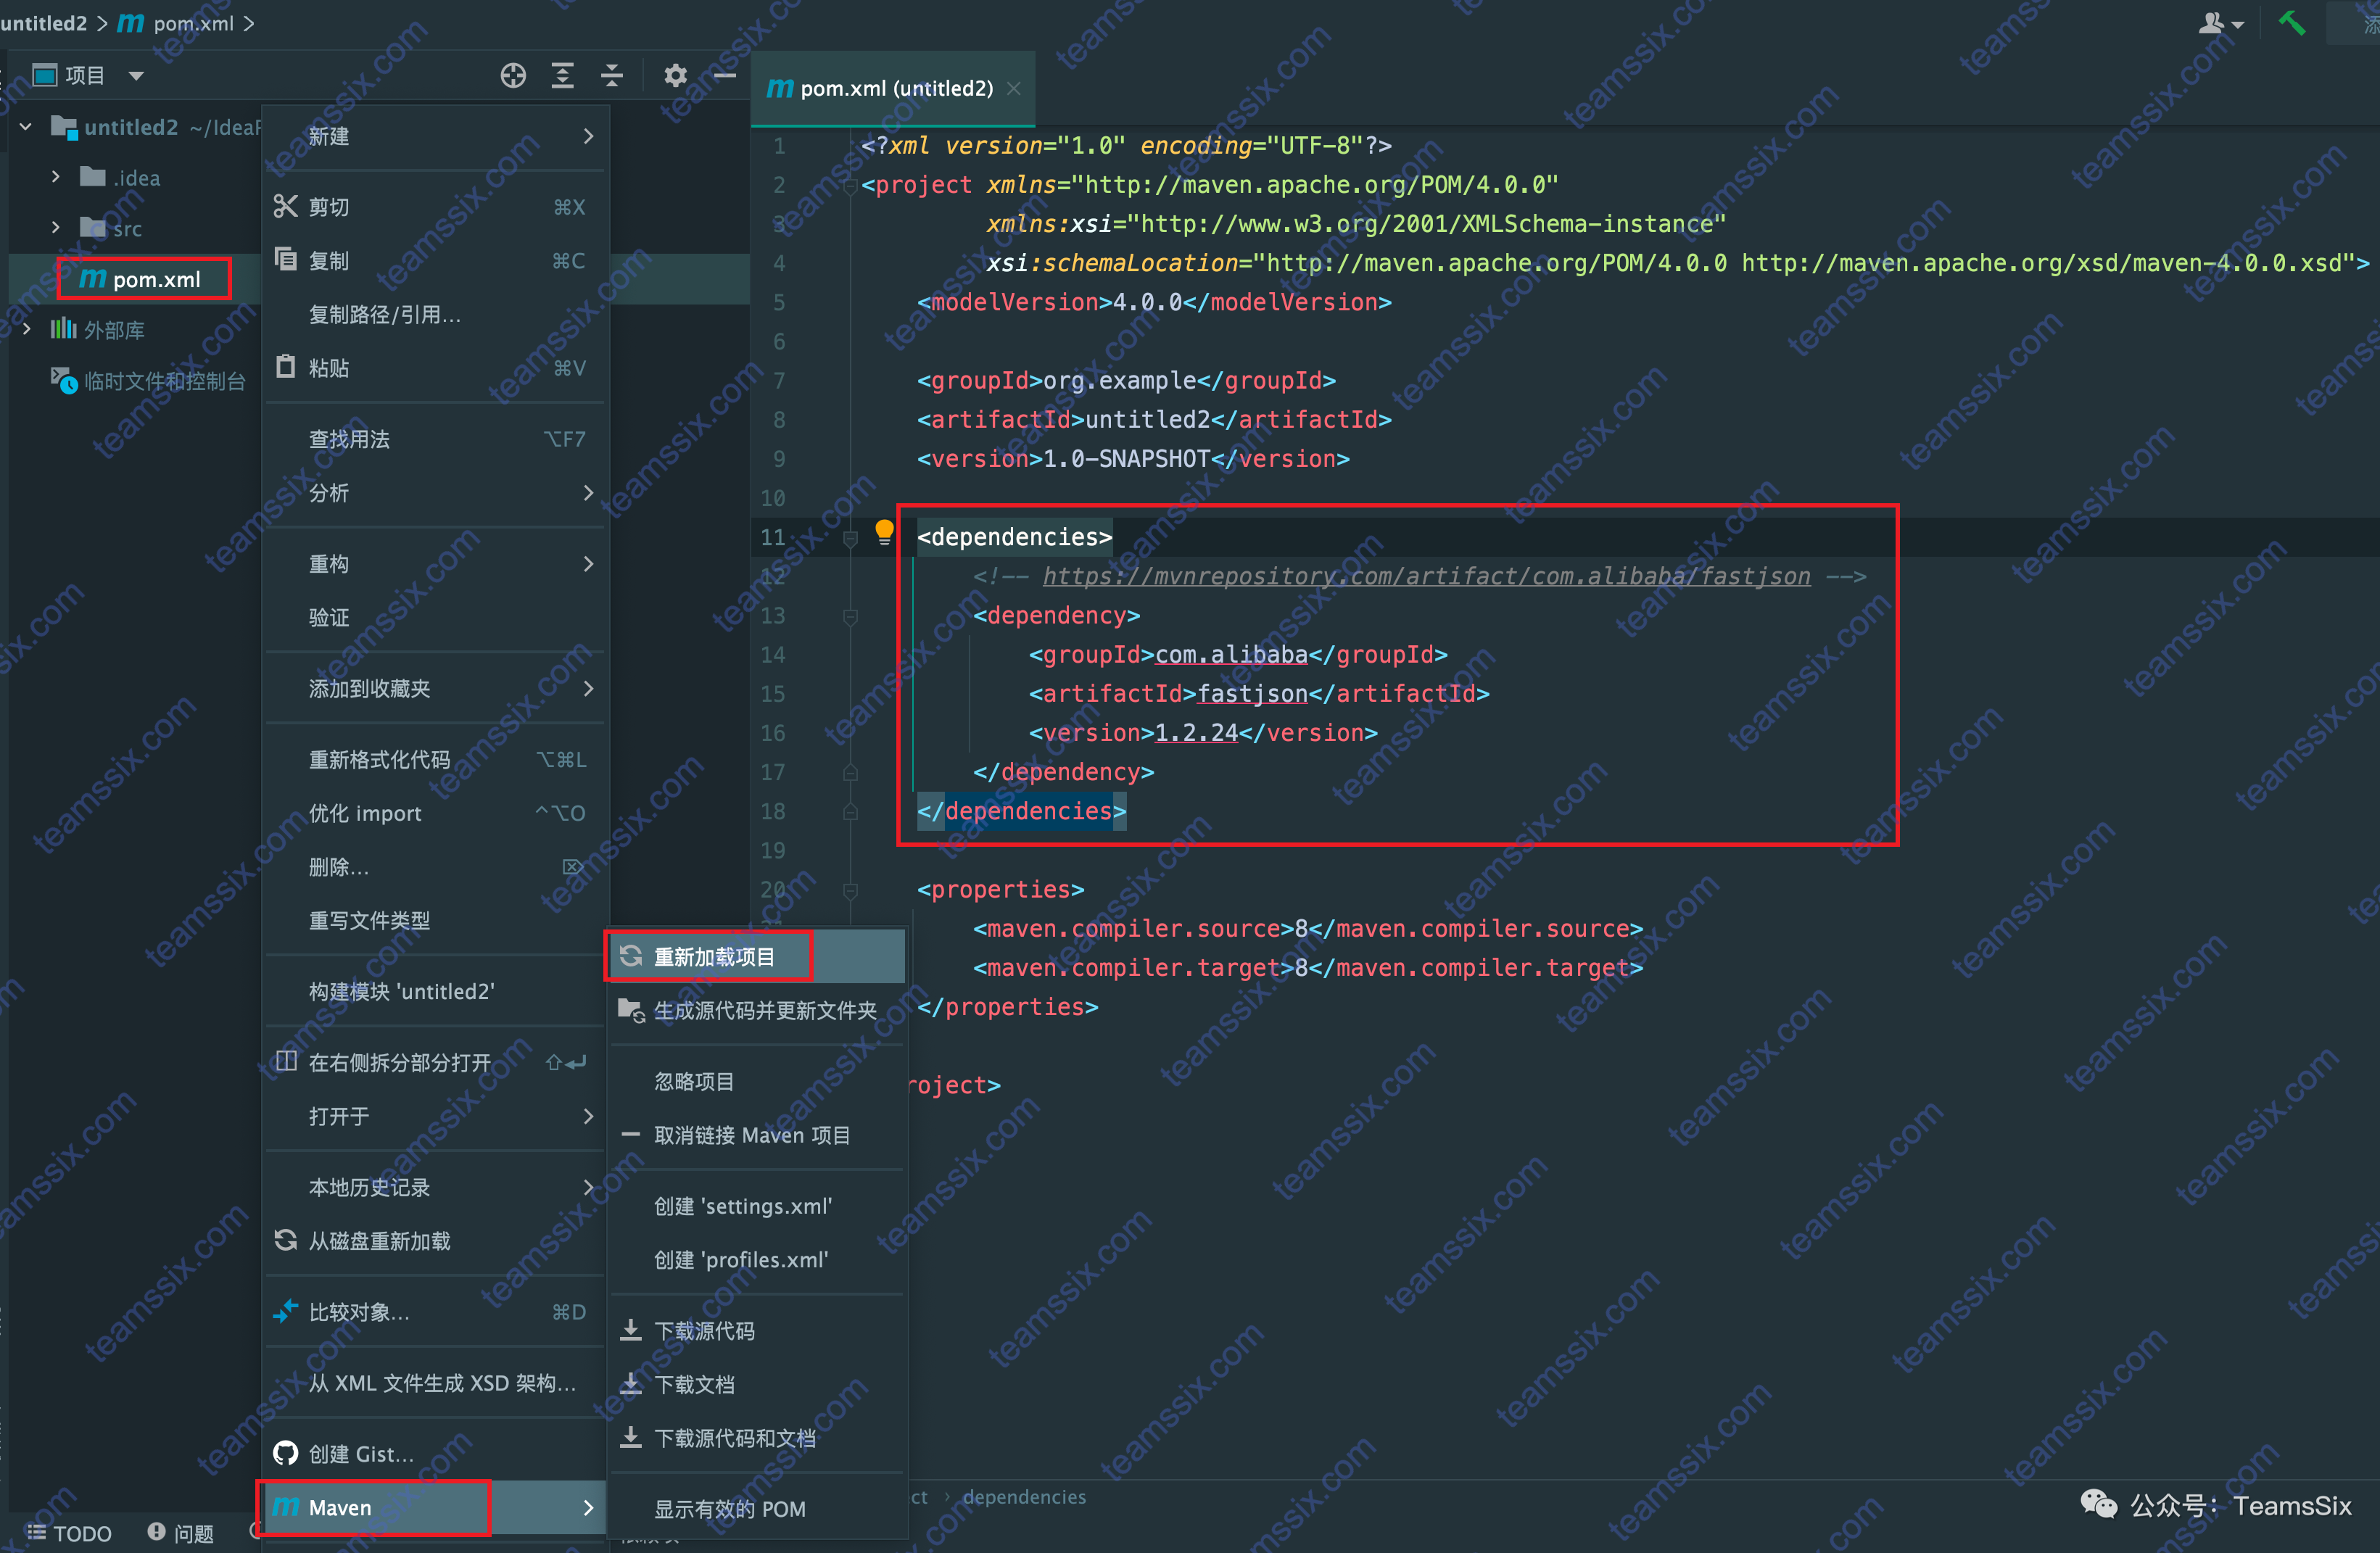 untitled2 > m pom.xml >
添
项目
untitled2 ~/IdeaP
.idea
src
m pom.xml
外部库
临时文件和控制台
新建
剪切 ⌘X
复制 ⌘C
复制路径/引用...
粘贴 ⌘V
查找用法 ⌥F7
分析
重构
验证
添加到收藏夹
重新格式化代码 ⌥⌘L
优化 import ^⌥O
删除... ⌦
重写文件类型
构建模块 'untitled2'
在右侧拆分部分打开 ⇧↩
打开于
本地历史记录
从磁盘重新加载
比较对象... ⌘D
从 XML 文件生成 XSD 架构...
创建 Gist...
m Maven
重新加载项目
生成源代码并更新文件夹
忽略项目
取消链接 Maven 项目
创建 'settings.xml'
创建 'profiles.xml'
下载源代码
下载文档
下载源代码和文档
显示有效的 POM
m pom.xml (untitled2) ×
1 <?xml version="1.0" encoding="UTF-8"?>
2 <project xmlns="http://maven.apache.org/POM/4.0.0"
3 xmlns:xsi="http://www.w3.org/2001/XMLSchema-instance"
4 xsi:schemaLocation="http://maven.apache.org/POM/4.0.0 http://maven.apache.org/xsd/maven-4.0.0.xsd">
5 <modelVersion>4.0.0</modelVersion>
6
7 <groupId>org.example</groupId>
8 <artifactId>untitled2</artifactId>
9 <version>1.0-SNAPSHOT</version>
10
11 <dependencies>
12 <!-- https://mvnrepository.com/artifact/com.alibaba/fastjson -->
13 <dependency>
14 <groupId>com.alibaba</groupId>
15 <artifactId>fastjson</artifactId>
16 <version>1.2.24</version>
17 </dependency>
18 </dependencies>
19
20 <properties>
<maven.compiler.source>8</maven.compiler.source>
<maven.compiler.target>8</maven.compiler.target>
</properties>
roject>
ct > dependencies
TODO 问题
公众号: TeamsSix
teamssix.com